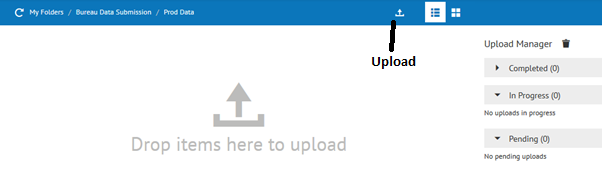 My Folders / Bureau Data Submission / Prod Data
Upload
Upload Manager
Completed (0)
In Progress (0)
No uploads in progress
Pending (0)
No pending uploads
Drop items here to upload